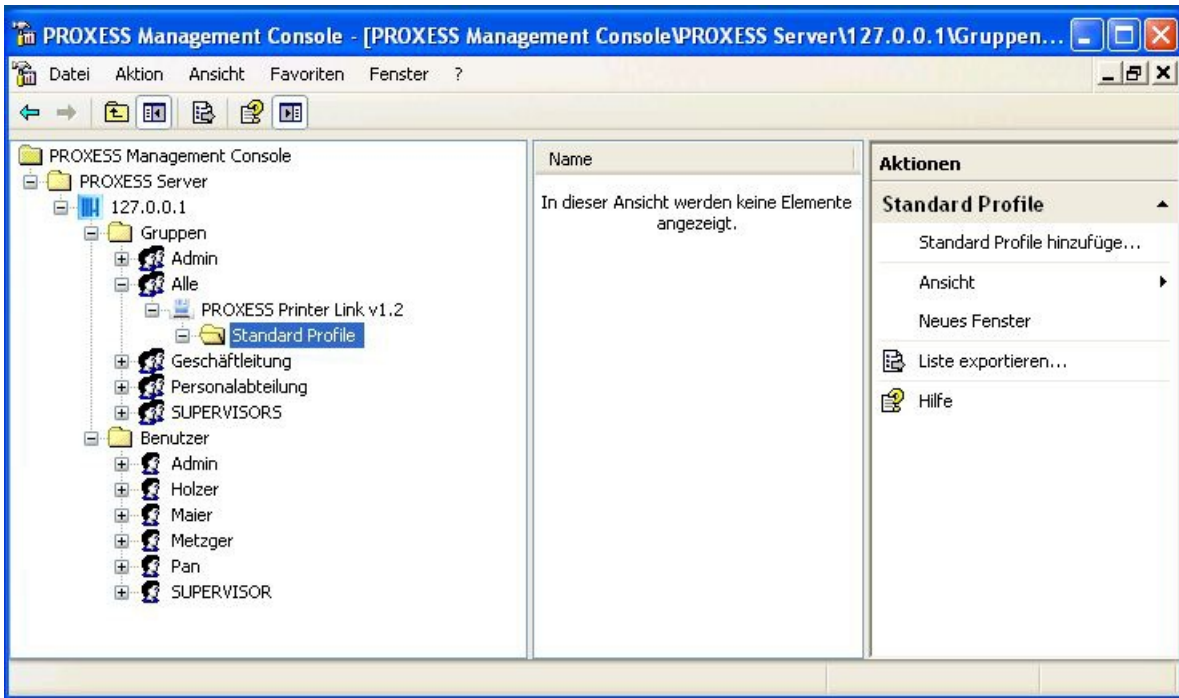 PROXESS Management Console - [PROXESS Management Console\PROXESS Server\127.0.0.1\Gruppen...
Datei Aktion Ansicht Favoriten Fenster ?
PROXESS Management Console
PROXESS Server
127.0.0.1
Gruppen
Admin
Alle
PROXESS Printer Link v1.2
Standard Profile
Geschäftleitung
Personalabteilung
SUPERVISORS
Benutzer
Admin
Holzer
Maier
Metzger
Pan
SUPERVISOR
Name
In dieser Ansicht werden keine Elemente
angezeigt.
Aktionen
Standard Profile
Standard Profile hinzufüge...
Ansicht
Neues Fenster
Liste exportieren...
Hilfe